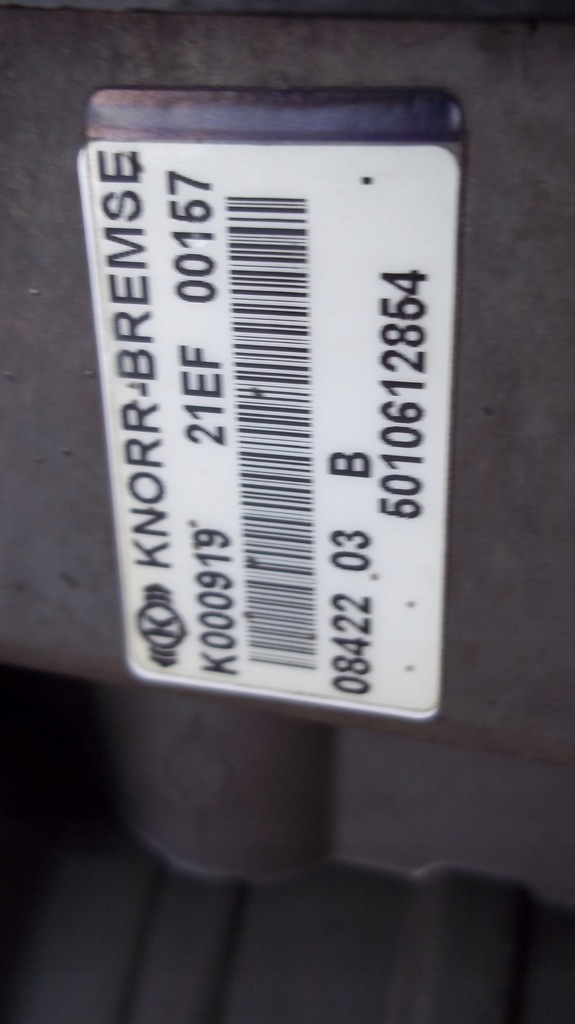 KNORR-BREMSE
K000919 21EF 00157
08422 .03 B
5010612854